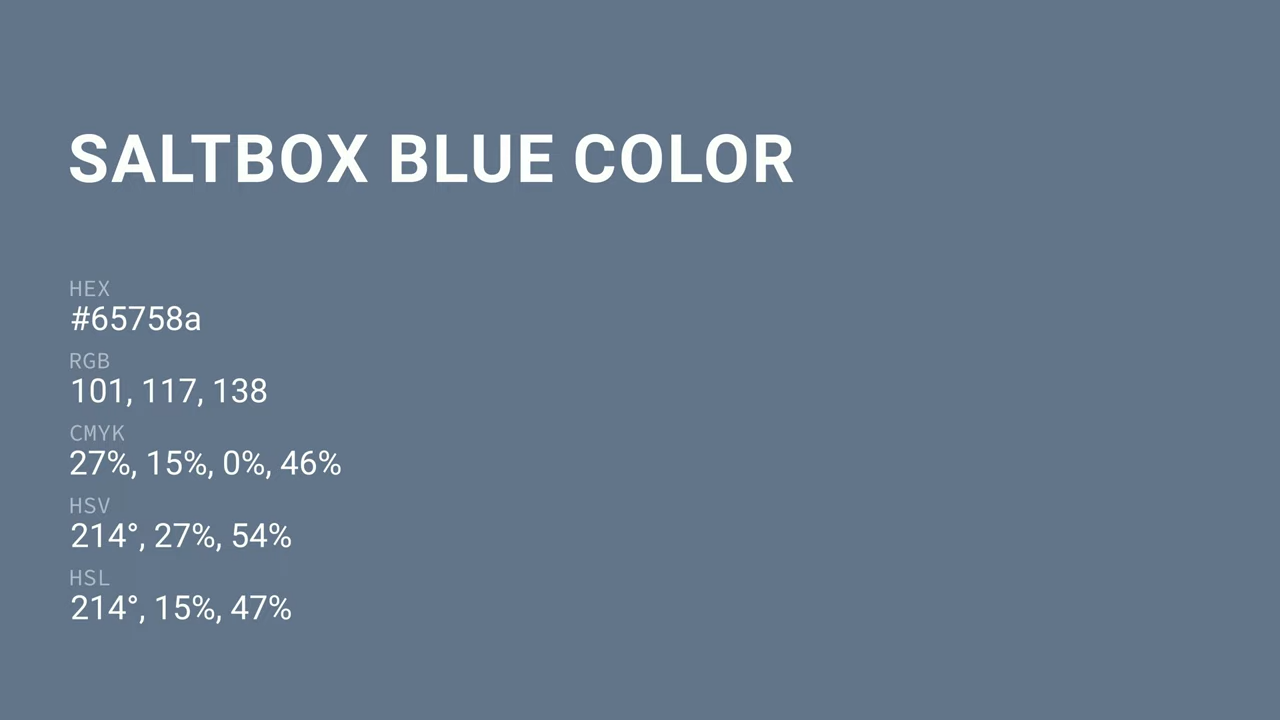 SALTBOX BLUE COLOR
HEX
#65758a
RGB
101, 117, 138
CMYK
27%, 15%, 0%, 46%
HSV
214°, 27%, 54%
HSL
214°, 15%, 47%